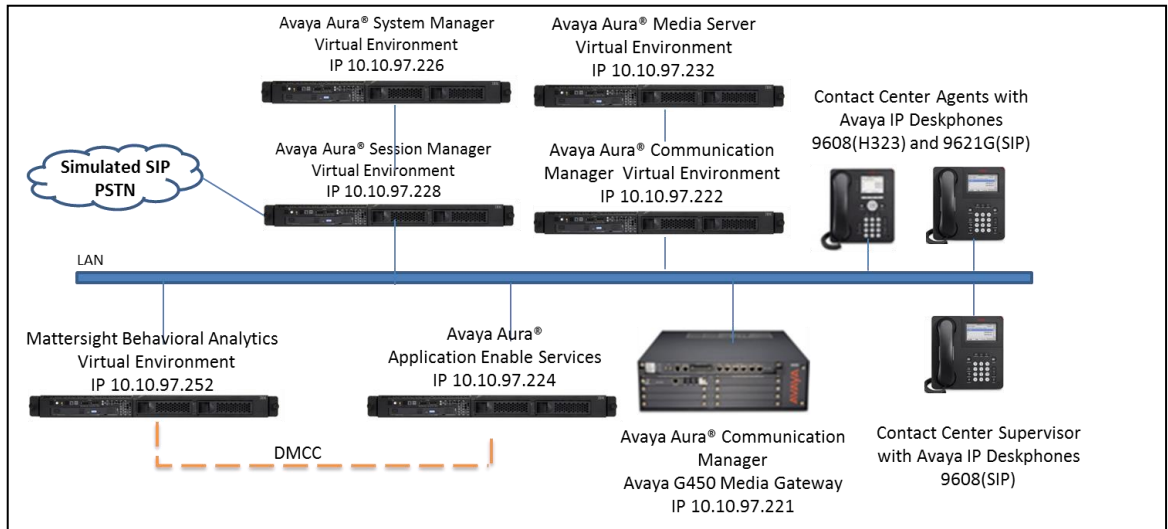 Avaya Aura® System Manager
Virtual Environment
IP 10.10.97.226
Avaya Aura® Media Server
Virtual Environment
IP 10.10.97.232
Contact Center Agents with
Avaya IP Deskphones
9608(H323) and 9621G(SIP)
Simulated SIP
PSTN
Avaya Aura® Session Manager
Virtual Environment
IP 10.10.97.228
Avaya Aura® Communication
Manager Virtual Environment
IP 10.10.97.222
LAN
Mattersight Behavioral Analytics
Virtual Environment
IP 10.10.97.252
Avaya Aura®
Application Enable Services
IP 10.10.97.224
AVAYA
DMCC
Avaya Aura® Communication
Manager
Avaya G450 Media Gateway
IP 10.10.97.221
Contact Center Supervisor
with Avaya IP Deskphones
9608(SIP)